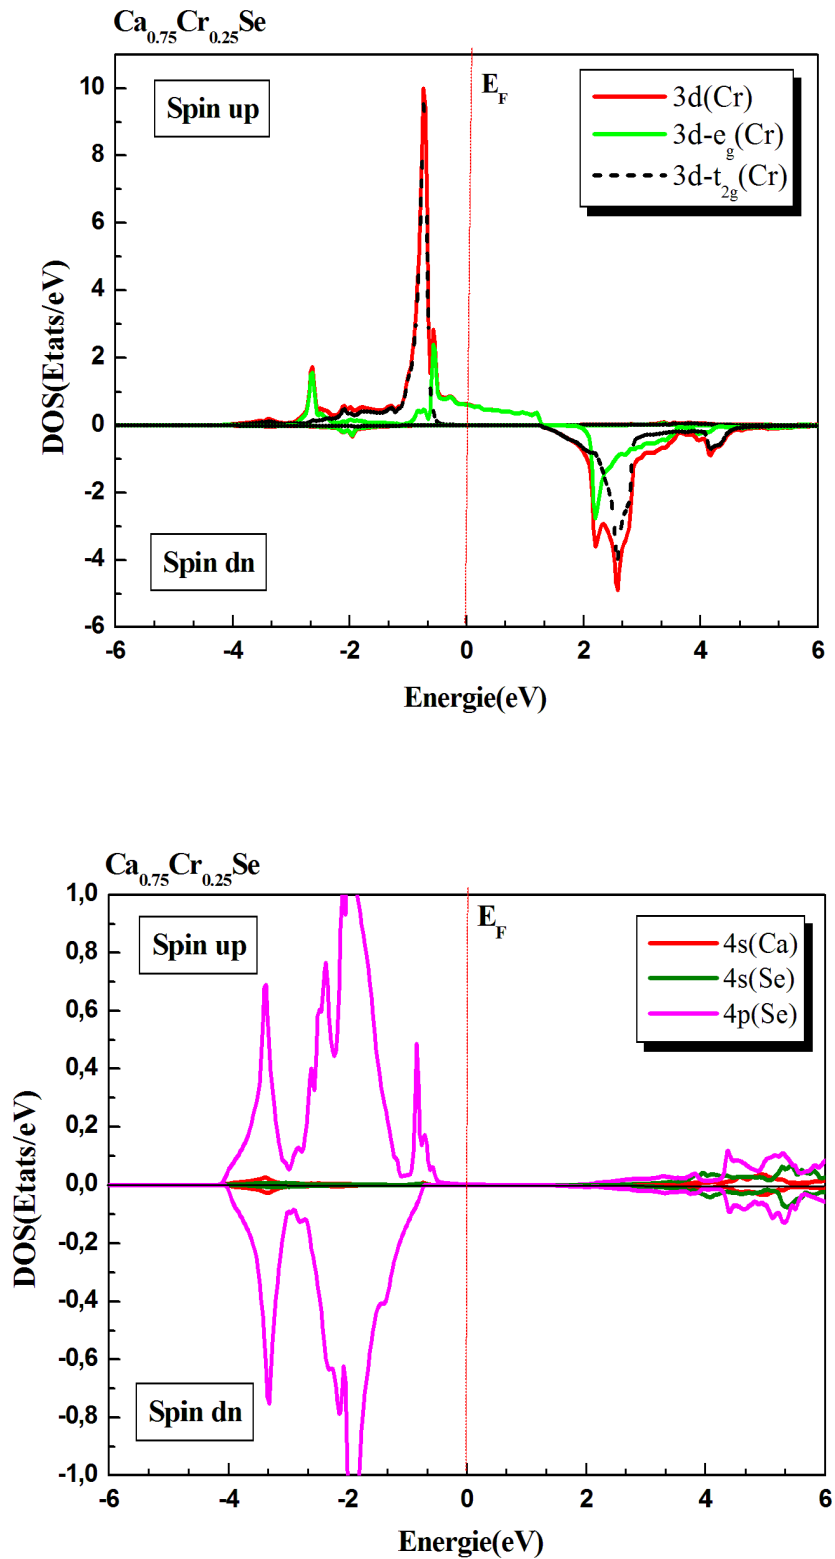 Ca0.75Cr0.25Se
Spin up
EF
3d(Cr)
3d-eg(Cr)
3d-t2g(Cr)
DOS(Etats/eV)
10
8
6
4
2
0
-2
-4
-6
Spin dn
-6 -4 -2 0 2 4 6
Energie(eV)
Ca0.75Cr0.25Se
Spin up
EF
4s(Ca)
4s(Se)
4p(Se)
DOS(Etats/eV)
1,0
0,8
0,6
0,4
0,2
0,0
-0,2
-0,4
-0,6
-0,8
-1,0
Spin dn
-6 -4 -2 0 2 4 6
Energie(eV)